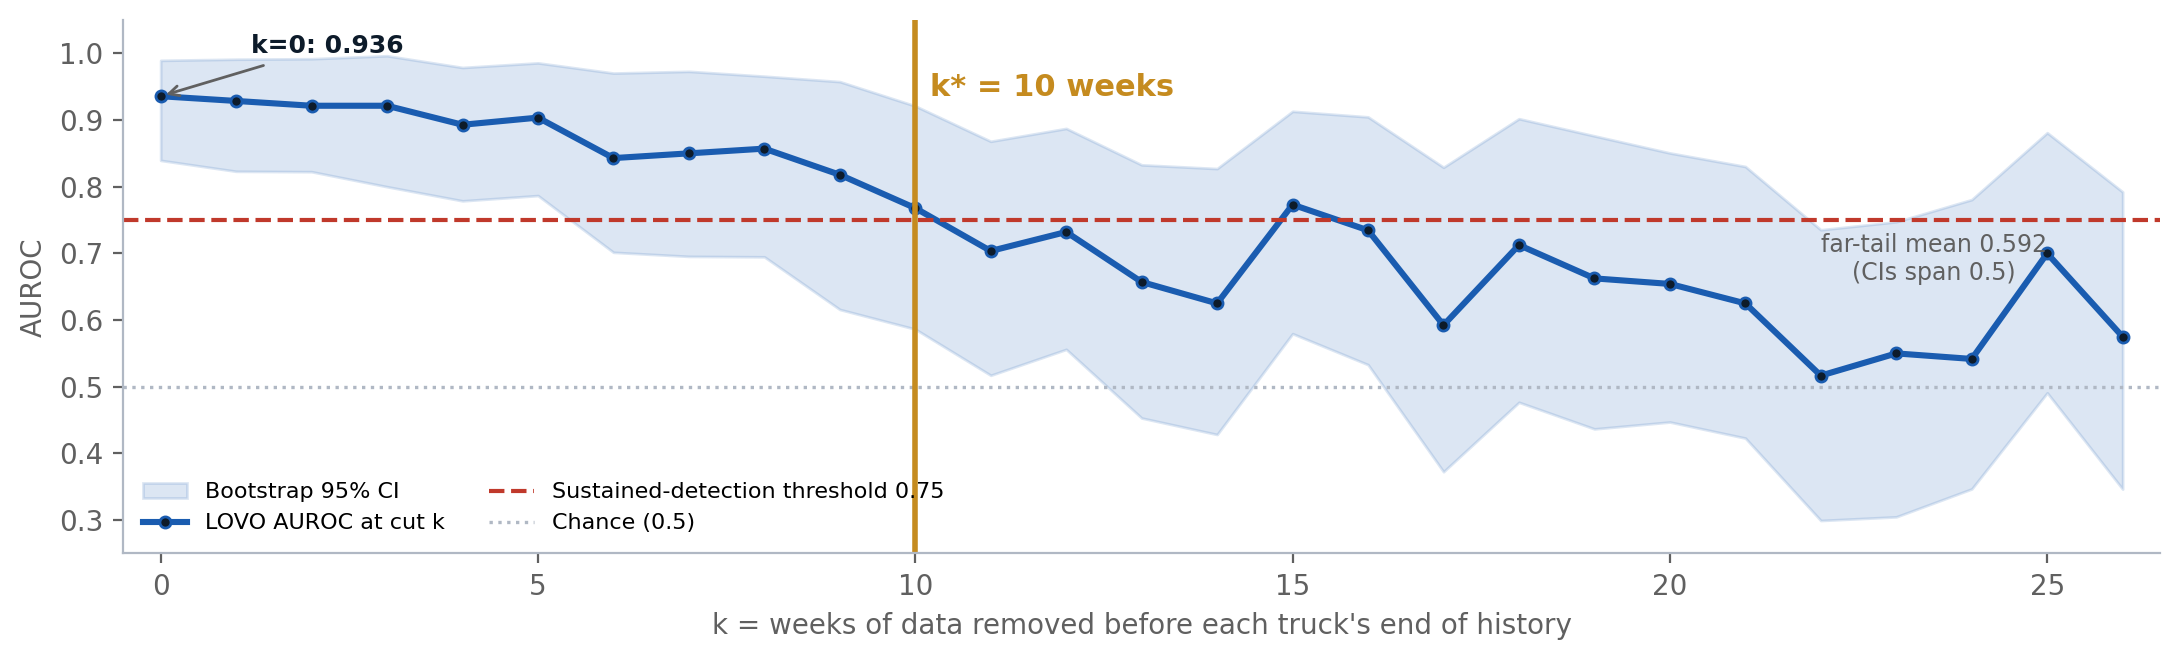 k=0: 0.936
k* = 10 weeks
far-tail mean 0.592
(CIs span 0.5)
AUROC
1.0
0.9
0.8
0.7
0.6
0.5
0.4
0.3
Bootstrap 95% CI
LOVO AUROC at cut k
Sustained-detection threshold 0.75
Chance (0.5)
0 5 10 15 20 25
k = weeks of data removed before each truck's end of history